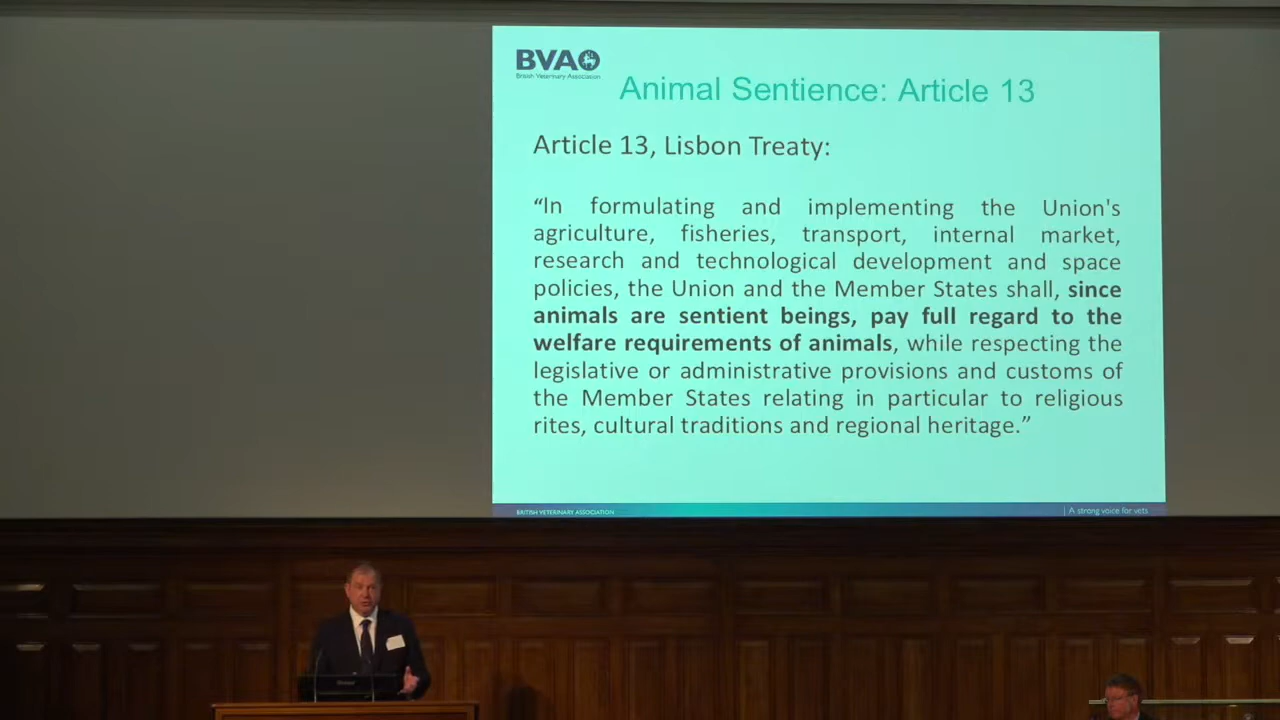 BVA
British Veterinary Association
Animal Sentience: Article 13
Article 13, Lisbon Treaty:
“In formulating and implementing the Union's
agriculture, fisheries, transport, internal market,
research and technological development and space
policies, the Union and the Member States shall, since
animals are sentient beings, pay full regard to the
welfare requirements of animals, while respecting the
legislative or administrative provisions and customs of
the Member States relating in particular to religious
rites, cultural traditions and regional heritage.”
BRITISH VETERINARY ASSOCIATION
| A strong voice for vets